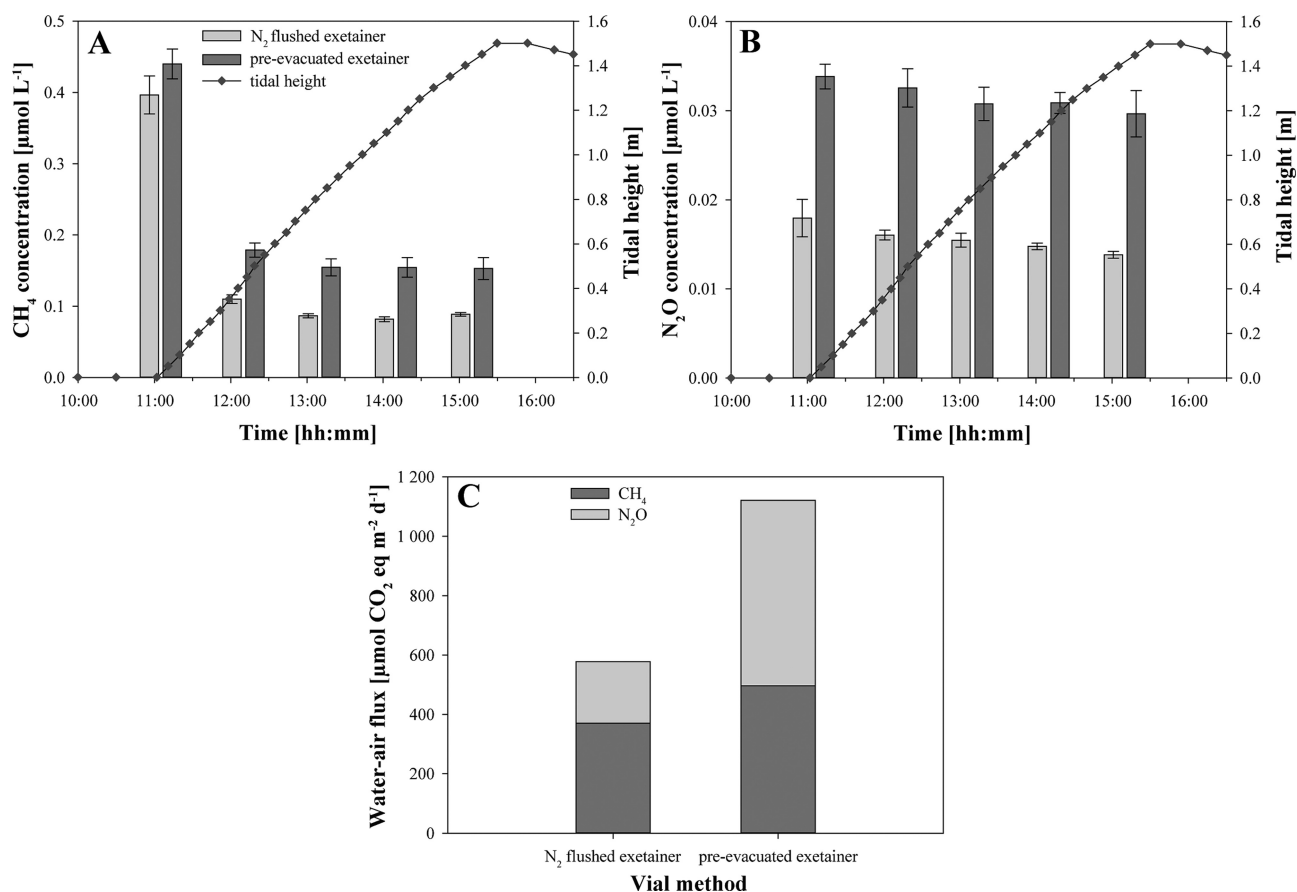 A
N₂ flushed exetainer
pre-evacuated exetainer
tidal height
CH₄ concentration [µmol L⁻¹]
0.5
0.4
0.3
0.2
0.1
0.0
1.6
1.4
1.2
1.0
0.8
0.6
0.4
0.2
0.0
Tidal height [m]
10:00 11:00 12:00 13:00 14:00 15:00 16:00
Time [hh:mm]
B
N₂O concentration [µmol L⁻¹]
0.04
0.03
0.02
0.01
0.00
1.6
1.4
1.2
1.0
0.8
0.6
0.4
0.2
0.0
Tidal height [m]
10:00 11:00 12:00 13:00 14:00 15:00 16:00
Time [hh:mm]
C
CH₄
N₂O
Water-air flux [µmol CO₂ eq m⁻² d⁻¹]
1 200
1 000
800
600
400
200
0
N₂ flushed exetainer pre-evacuated exetainer
Vial method